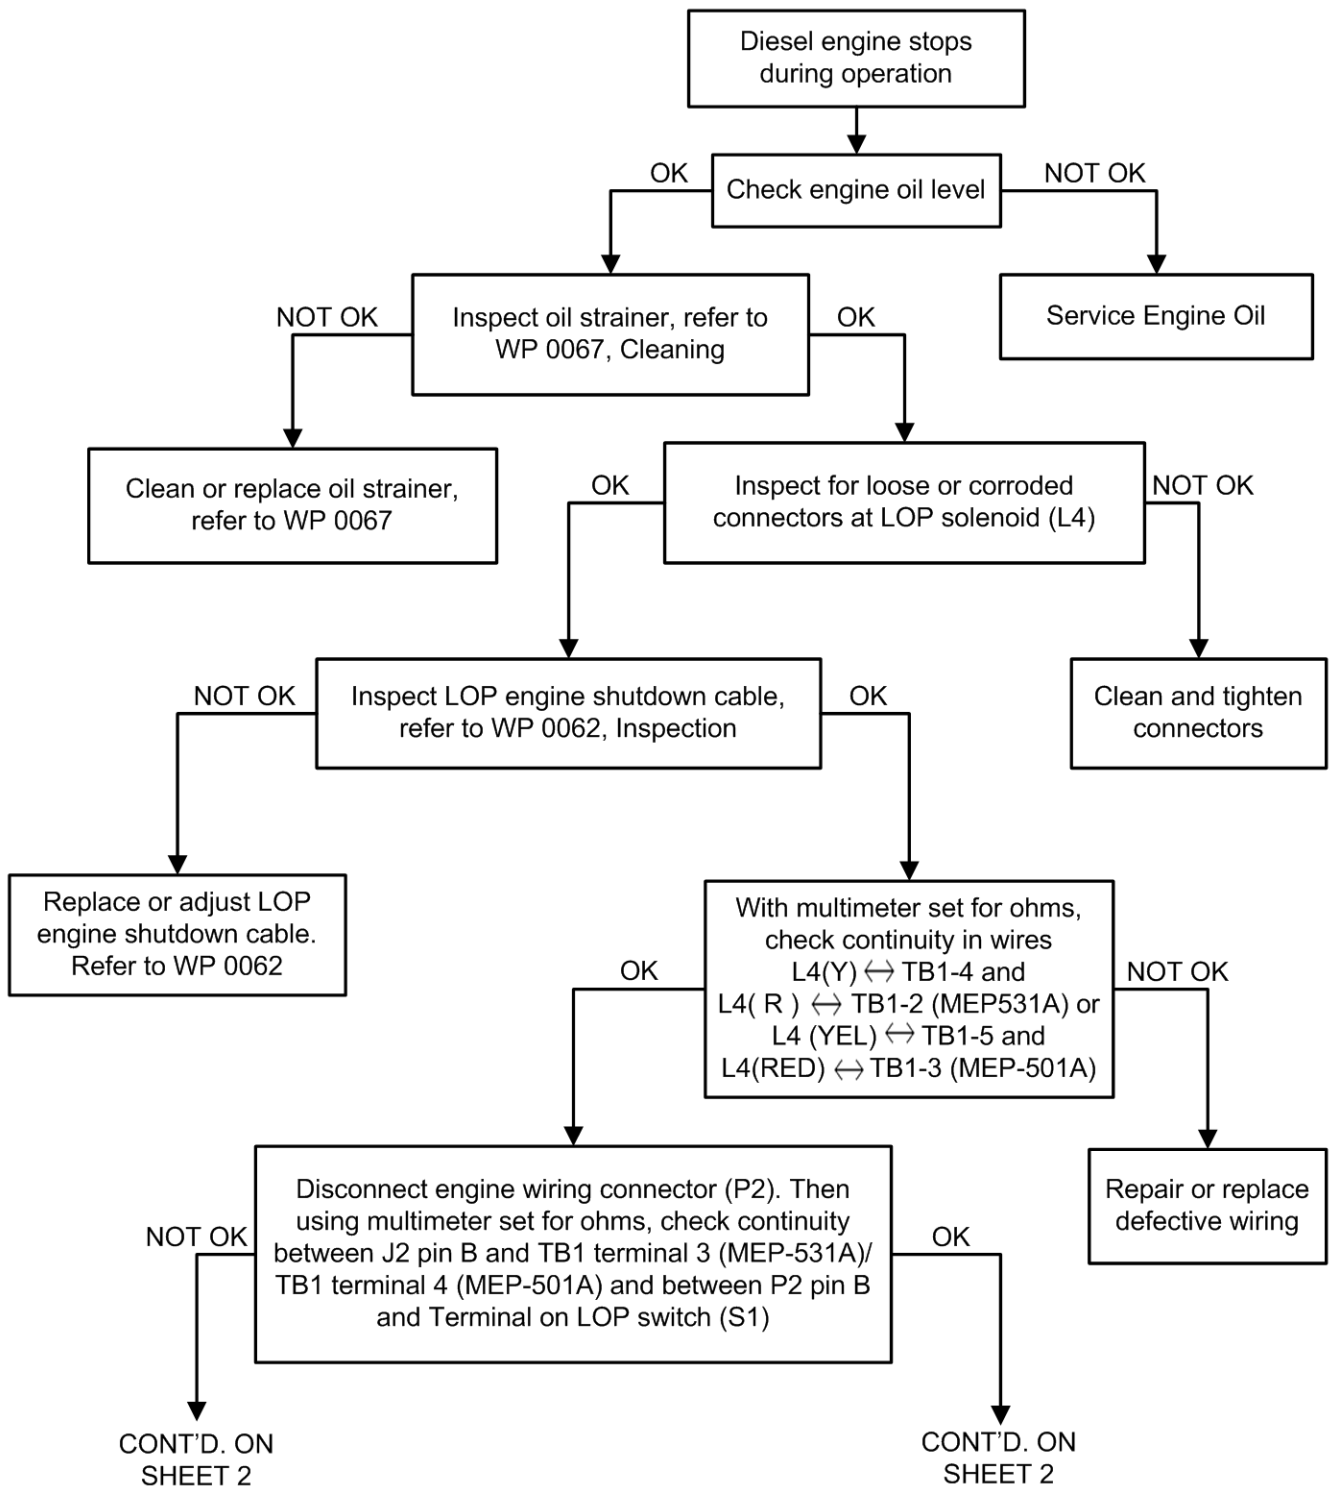 Diesel engine stops
during operation
OK
Check engine oil level
NOT OK
NOT OK
Inspect oil strainer, refer to
WP 0067, Cleaning
OK
Service Engine Oil
Clean or replace oil strainer,
refer to WP 0067
OK
Inspect for loose or corroded
connectors at LOP solenoid (L4)
NOT OK
NOT OK
Inspect LOP engine shutdown cable,
refer to WP 0062, Inspection
OK
Clean and tighten
connectors
Replace or adjust LOP
engine shutdown cable.
Refer to WP 0062
OK
With multimeter set for ohms,
check continuity in wires
L4(Y) ↔ TB1-4 and
L4( R ) ↔ TB1-2 (MEP531A) or
L4 (YEL) ↔ TB1-5 and
L4(RED) ↔ TB1-3 (MEP-501A)
NOT OK
NOT OK
Disconnect engine wiring connector (P2). Then
using multimeter set for ohms, check continuity
between J2 pin B and TB1 terminal 3 (MEP-531A)/
TB1 terminal 4 (MEP-501A) and between P2 pin B
and Terminal on LOP switch (S1)
OK
Repair or replace
defective wiring
CONT'D. ON
SHEET 2
CONT'D. ON
SHEET 2